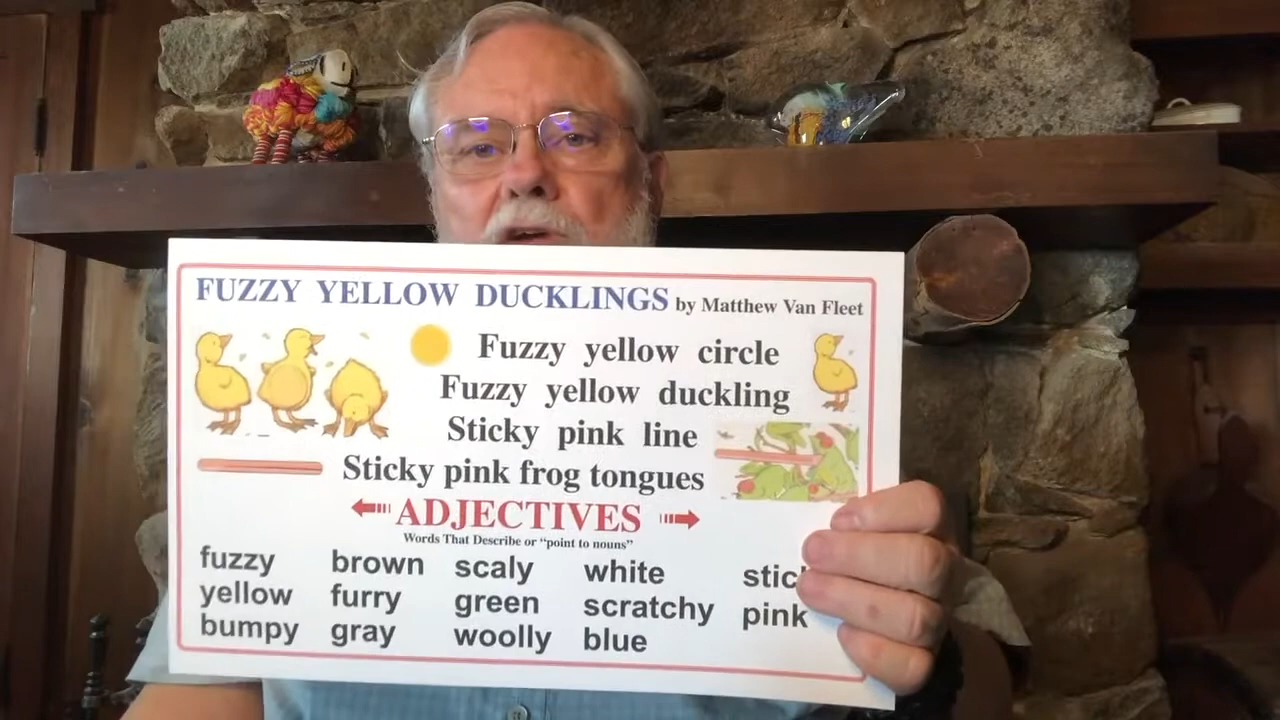 FUZZY YELLOW DUCKLINGS by Matthew Van Fleet
Fuzzy yellow circle
Fuzzy yellow duckling
Sticky pink line
Sticky pink frog tongues
ADJECTIVES
Words That Describe or “point to nouns”
fuzzy brown scaly white
yellow furry green scratchy pink
bumpy gray woolly blue